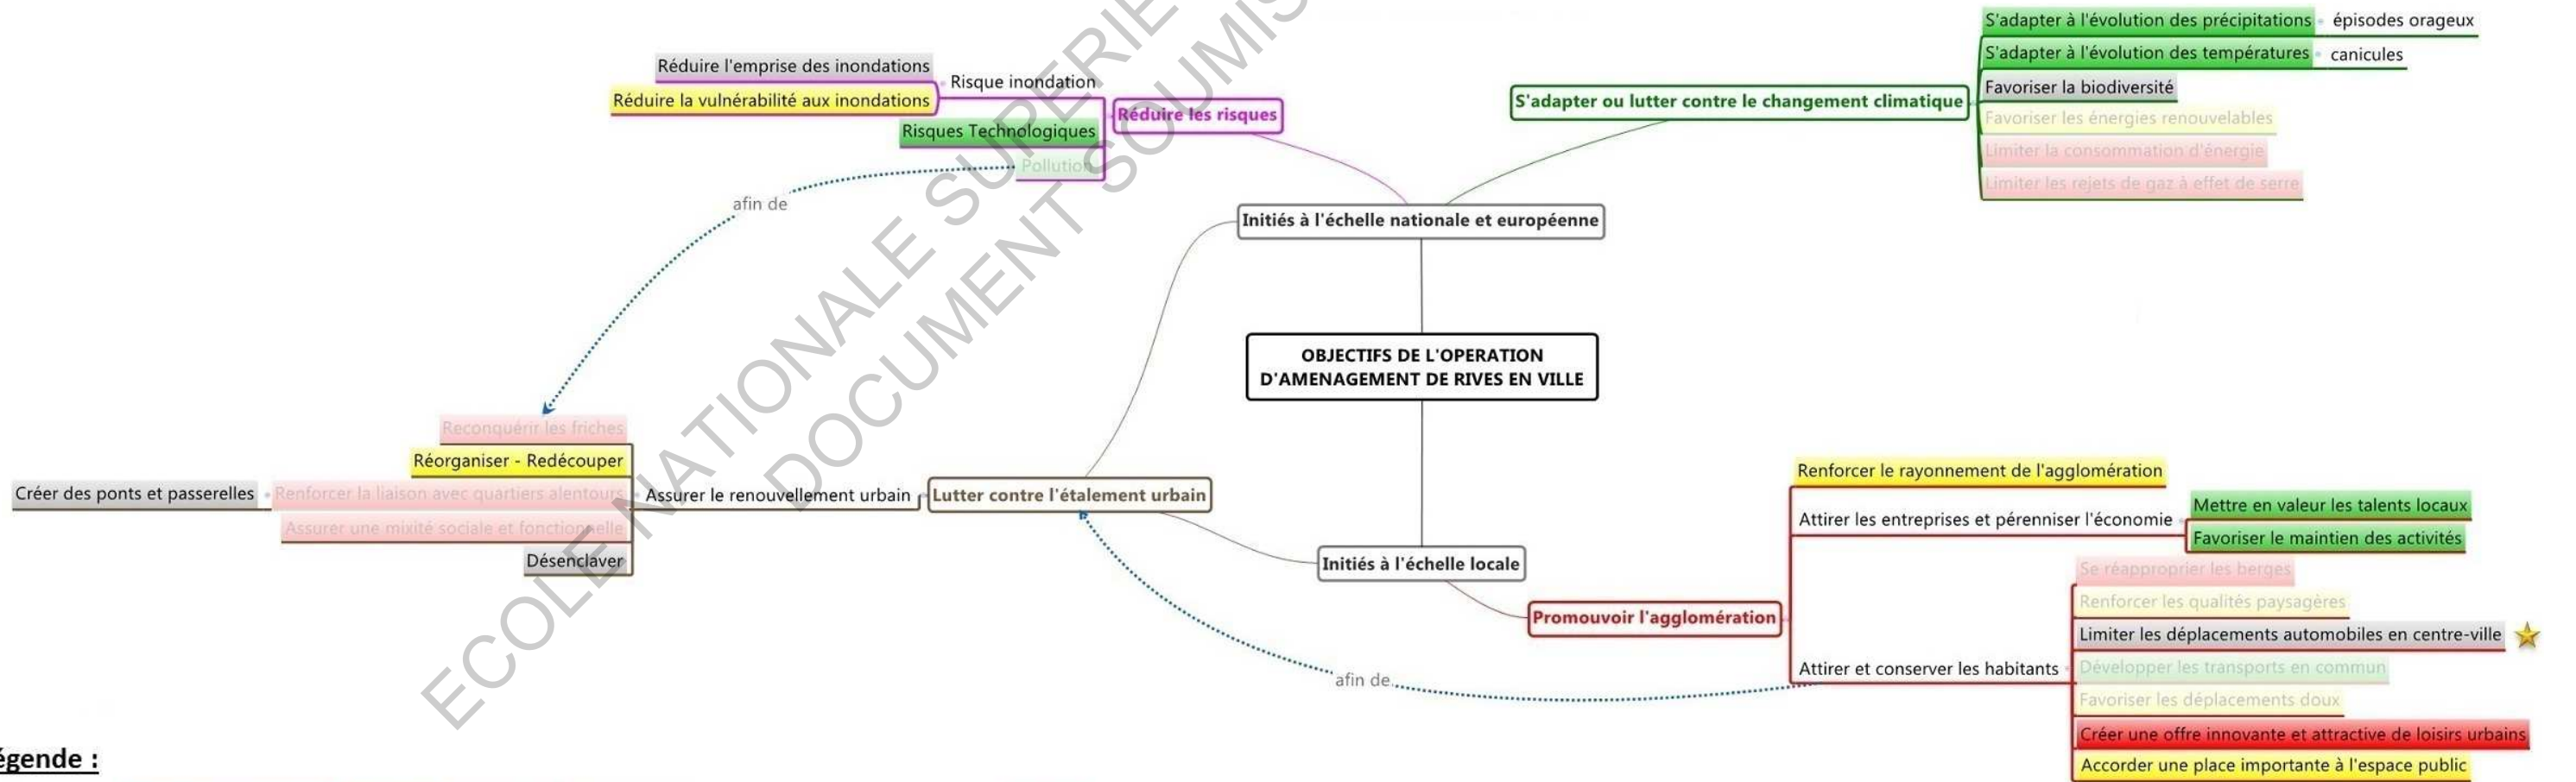 S'adapter à l'évolution des précipitations
épisodes orageux
S'adapter à l'évolution des températures
canicules
Réduire l'emprise des inondations
Risque inondation
Réduire la vulnérabilité aux inondations
Favoriser la biodiversité
S'adapter ou lutter contre le changement climatique
Réduire les risques
Favoriser les énergies renouvelables
Risques Technologiques
Limiter la consommation d'énergie
Pollution
Limiter les rejets de gaz à effet de serre
afin de
Initiés à l'échelle nationale et européenne
OBJECTIFS DE L'OPERATION
D'AMENAGEMENT DE RIVES EN VILLE
Reconquérir les friches
Réorganiser - Redécouper
Créer des ponts et passerelles
Renforcer la liaison avec quartiers alentours
Assurer le renouvellement urbain
Lutter contre l'étalement urbain
Assurer une mixité sociale et fonctionnelle
Désenclaver
Initiés à l'échelle locale
Promouvoir l'agglomération
Renforcer le rayonnement de l'agglomération
Attirer les entreprises et pérenniser l'économie
Mettre en valeur les talents locaux
Favoriser le maintien des activités
Se réapproprier les berges
Renforcer les qualités paysagères
Limiter les déplacements automobiles en centre-ville
Attirer et conserver les habitants
Développer les transports en commun
afin de
Favoriser les déplacements doux
Créer une offre innovante et attractive de loisirs urbains
Accorder une place importante à l'espace public
égende :
ECOLE NATIONALE SUPERIE
DOCUMENT SOUMIS